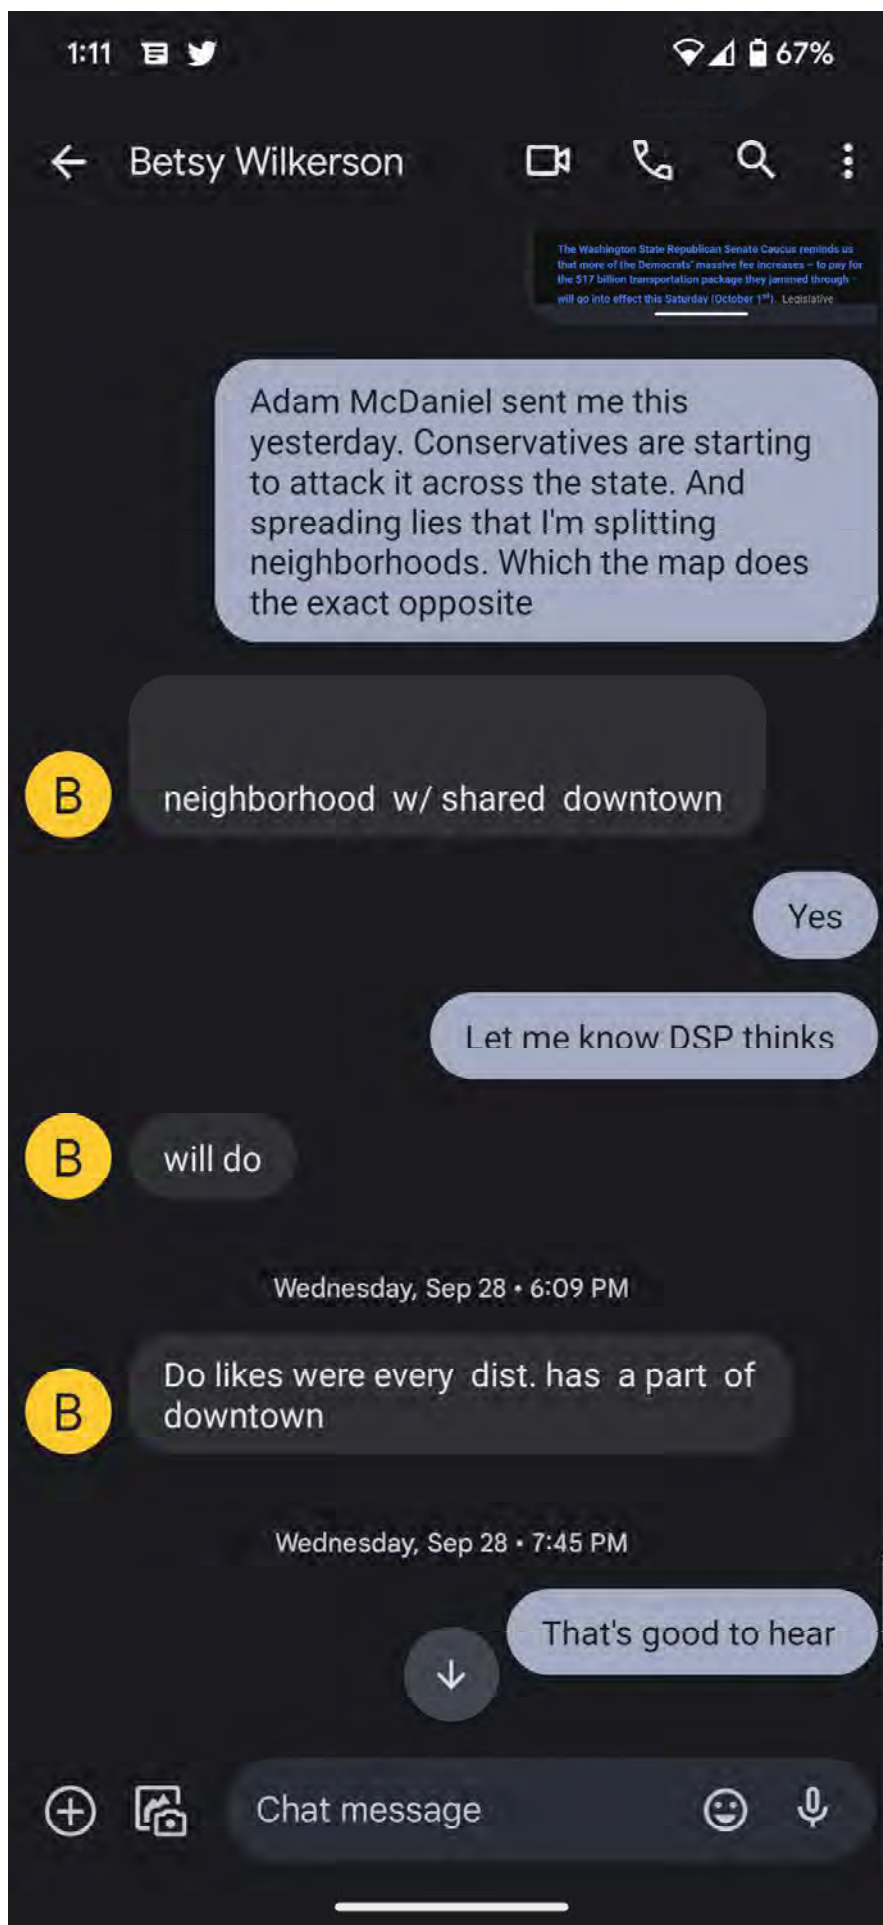 1:11
67%
Betsy Wilkerson
The Washington State Republican Senate Caucus reminds us
that more of the Democrats' massive fee increases – to pay for
the $17 billion transportation package they jammed through –
will go into effect this Saturday (October 1st). Legislative
Adam McDaniel sent me this
yesterday. Conservatives are starting
to attack it across the state. And
spreading lies that I'm splitting
neighborhoods. Which the map does
the exact opposite
B
neighborhood w/ shared downtown
Yes
Let me know DSP thinks
B
will do
Wednesday, Sep 28 • 6:09 PM
Do likes were every dist. has a part of
downtown
B
Wednesday, Sep 28 • 7:45 PM
That's good to hear
Chat message